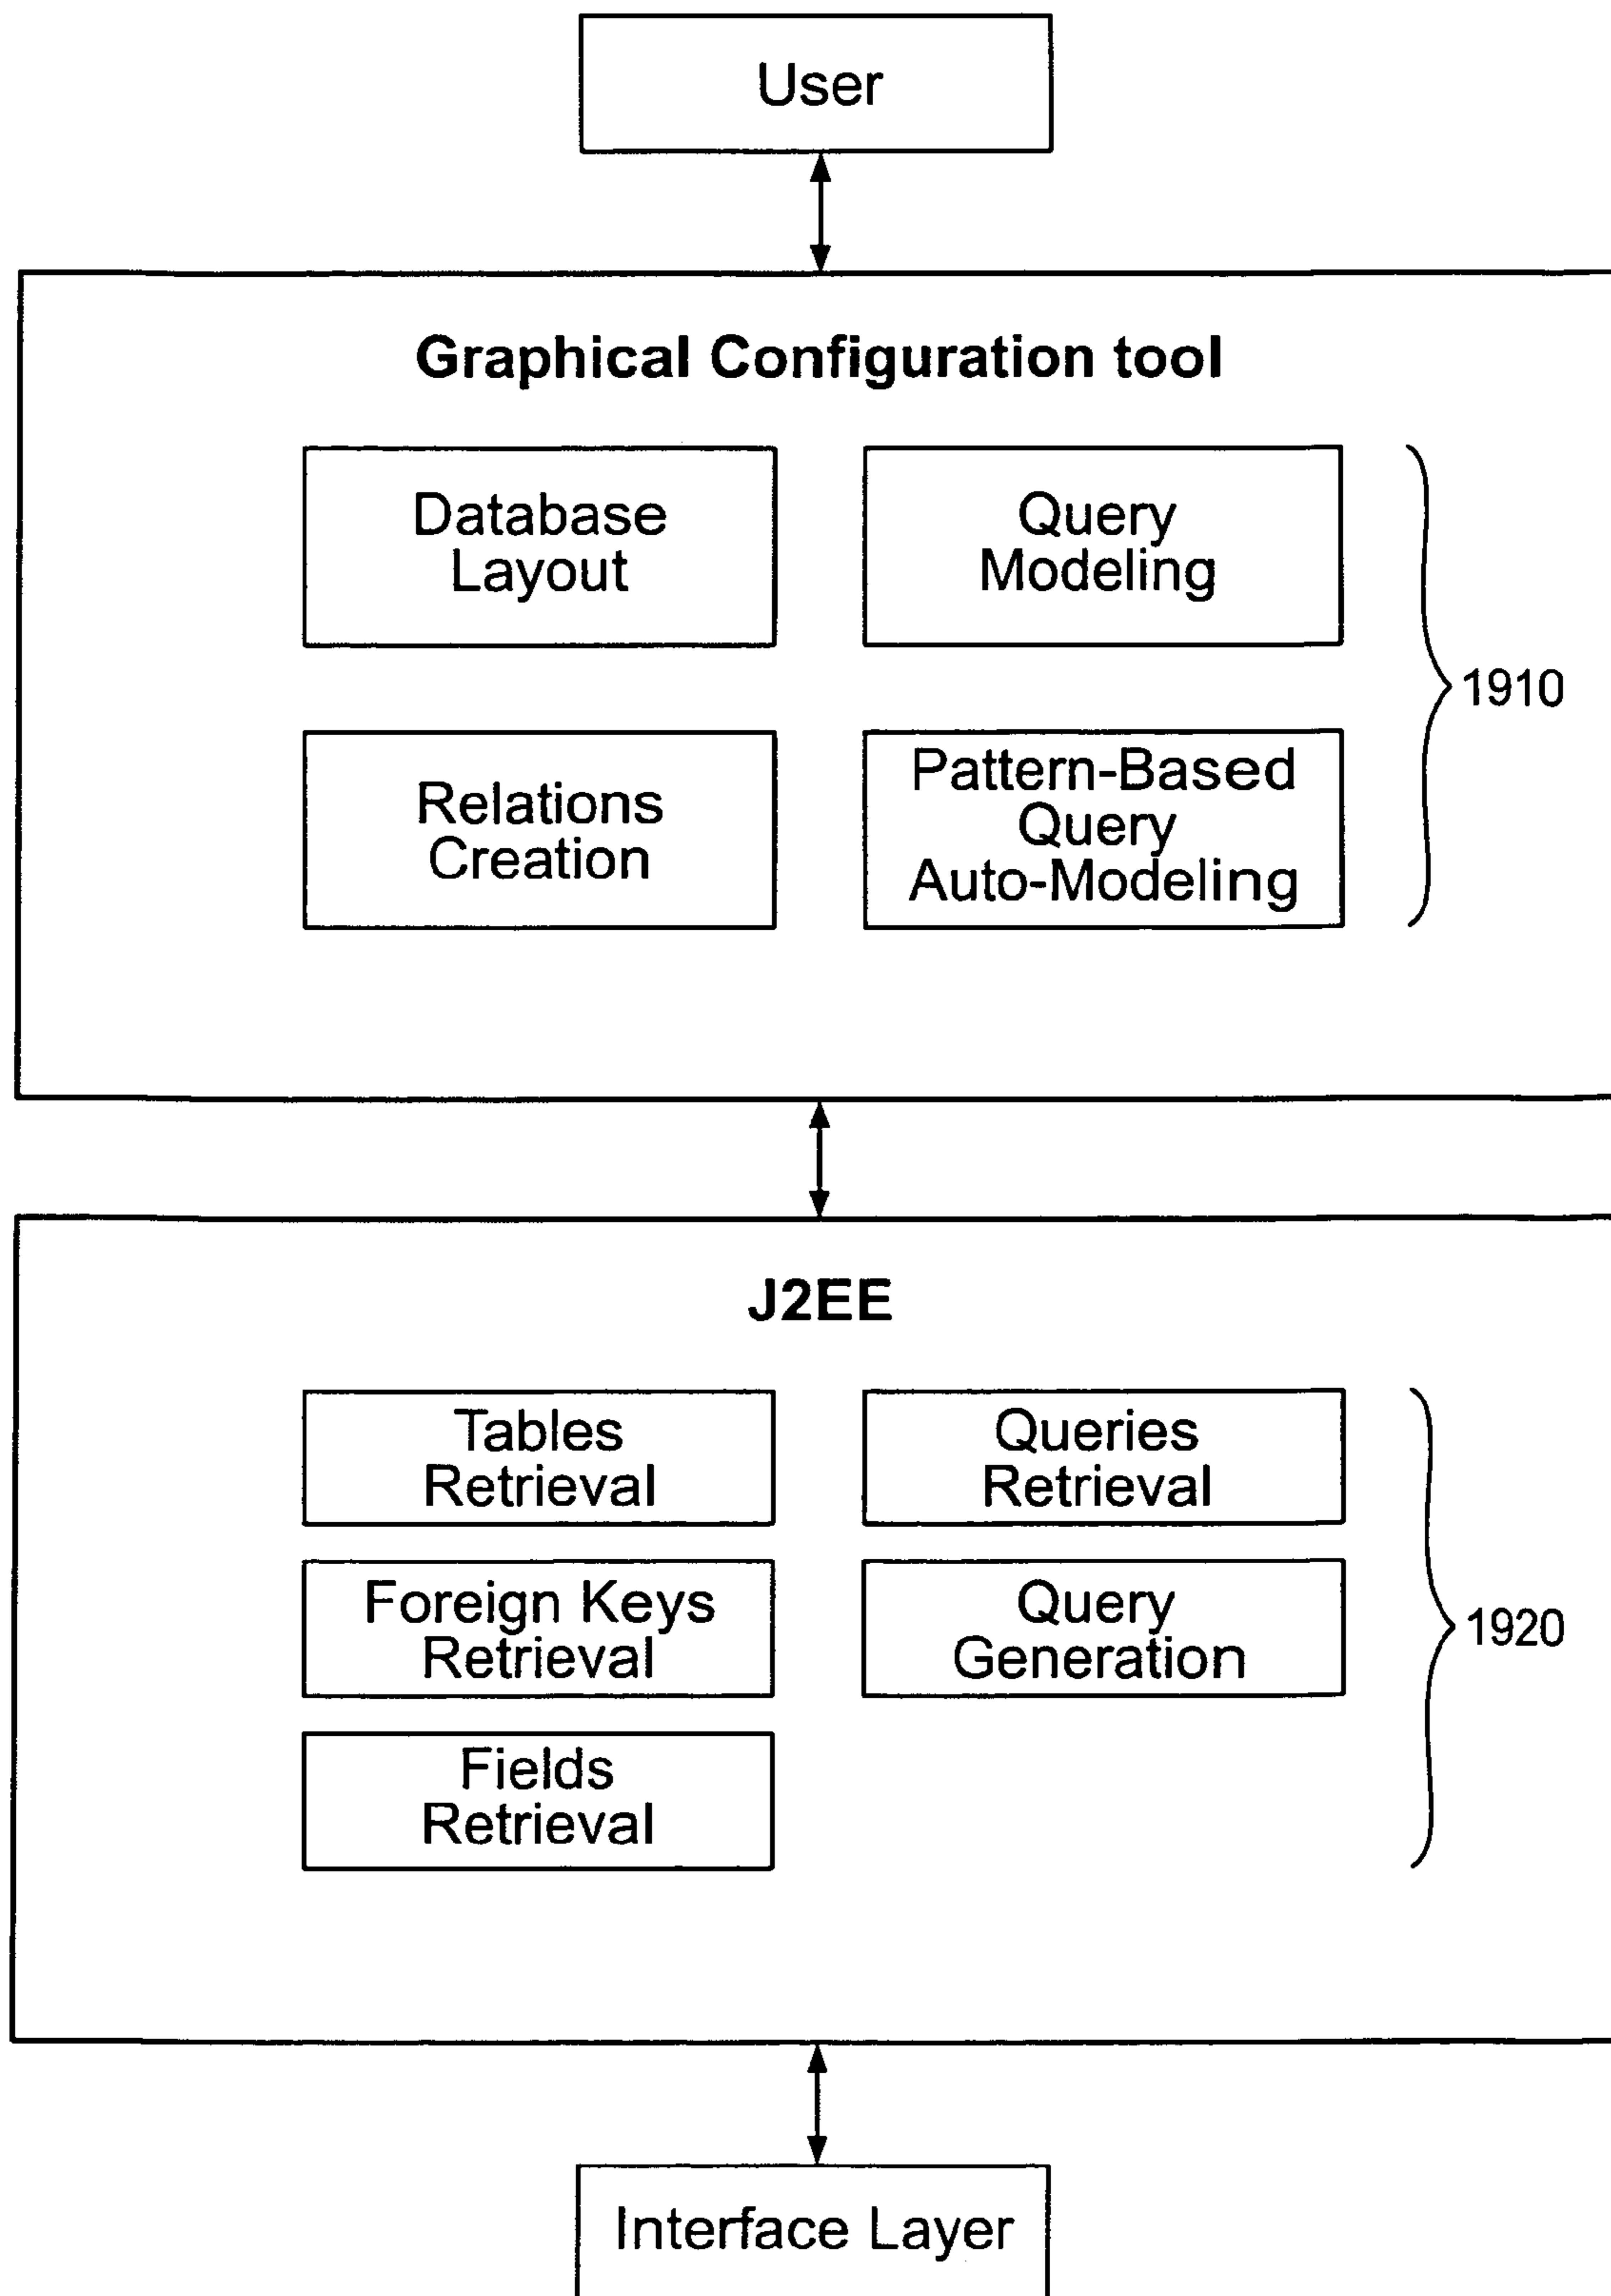 User
Graphical Configuration tool
Database
Layout
Query
Modeling
Relations
Creation
Pattern-Based
Query
Auto-Modeling
1910
J2EE
Tables
Retrieval
Queries
Retrieval
Foreign Keys
Retrieval
Query
Generation
Fields
Retrieval
1920
Interface Layer